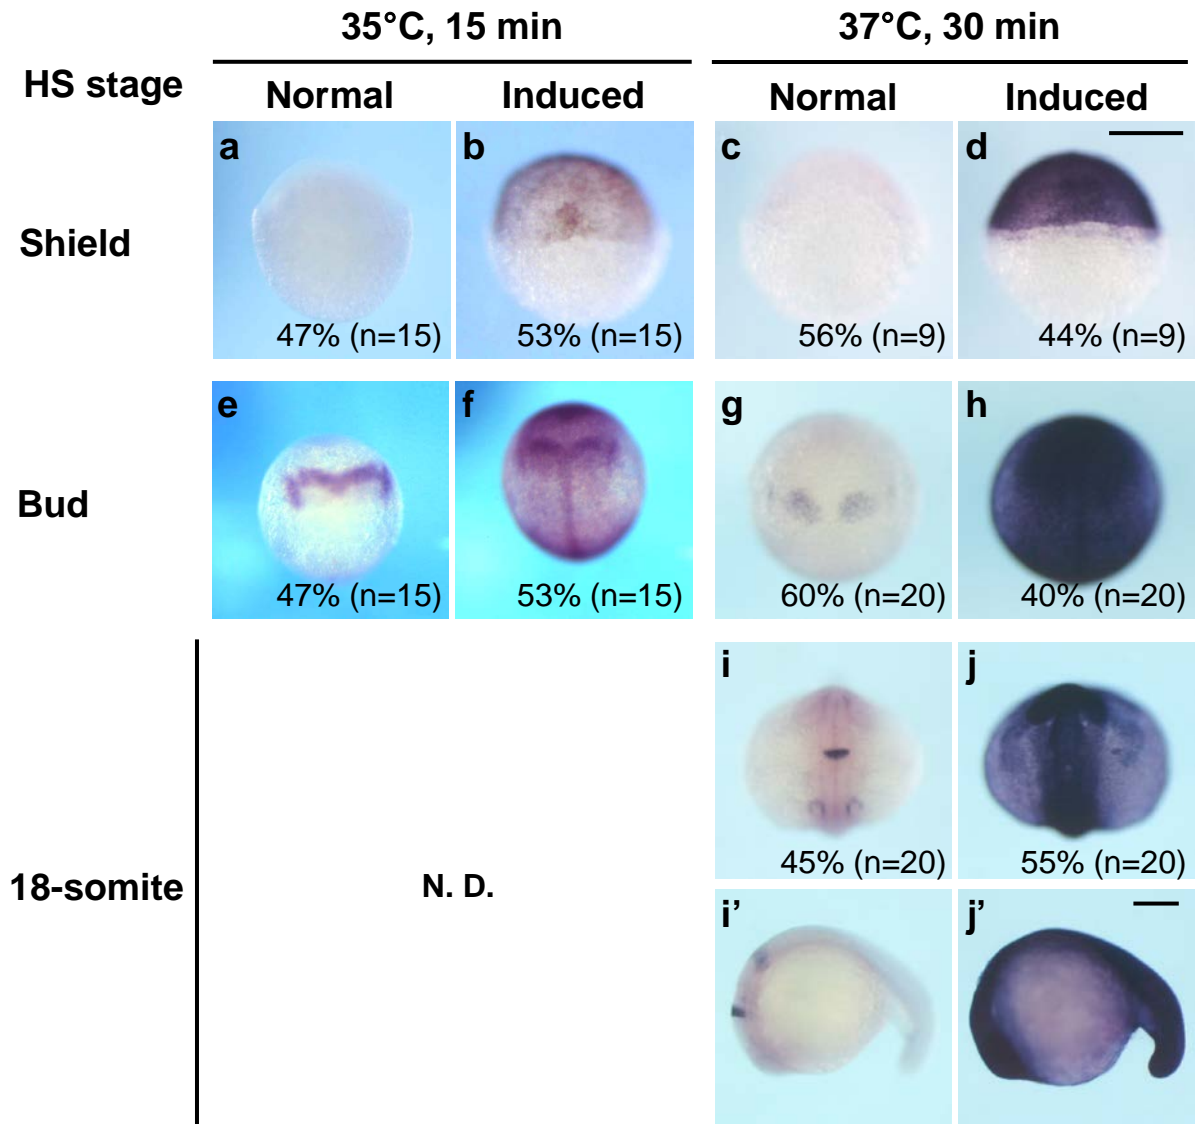 35°C, 15 min
37°C, 30 min
HS stage
Normal
Induced
Normal
Induced
a
b
c
d
Shield
47% (n=15)
53% (n=15)
56% (n=9)
44% (n=9)
e
f
g
h
Bud
47% (n=15)
53% (n=15)
60% (n=20)
40% (n=20)
i
j
45% (n=20)
55% (n=20)
18-somite
N. D.
i’
j’